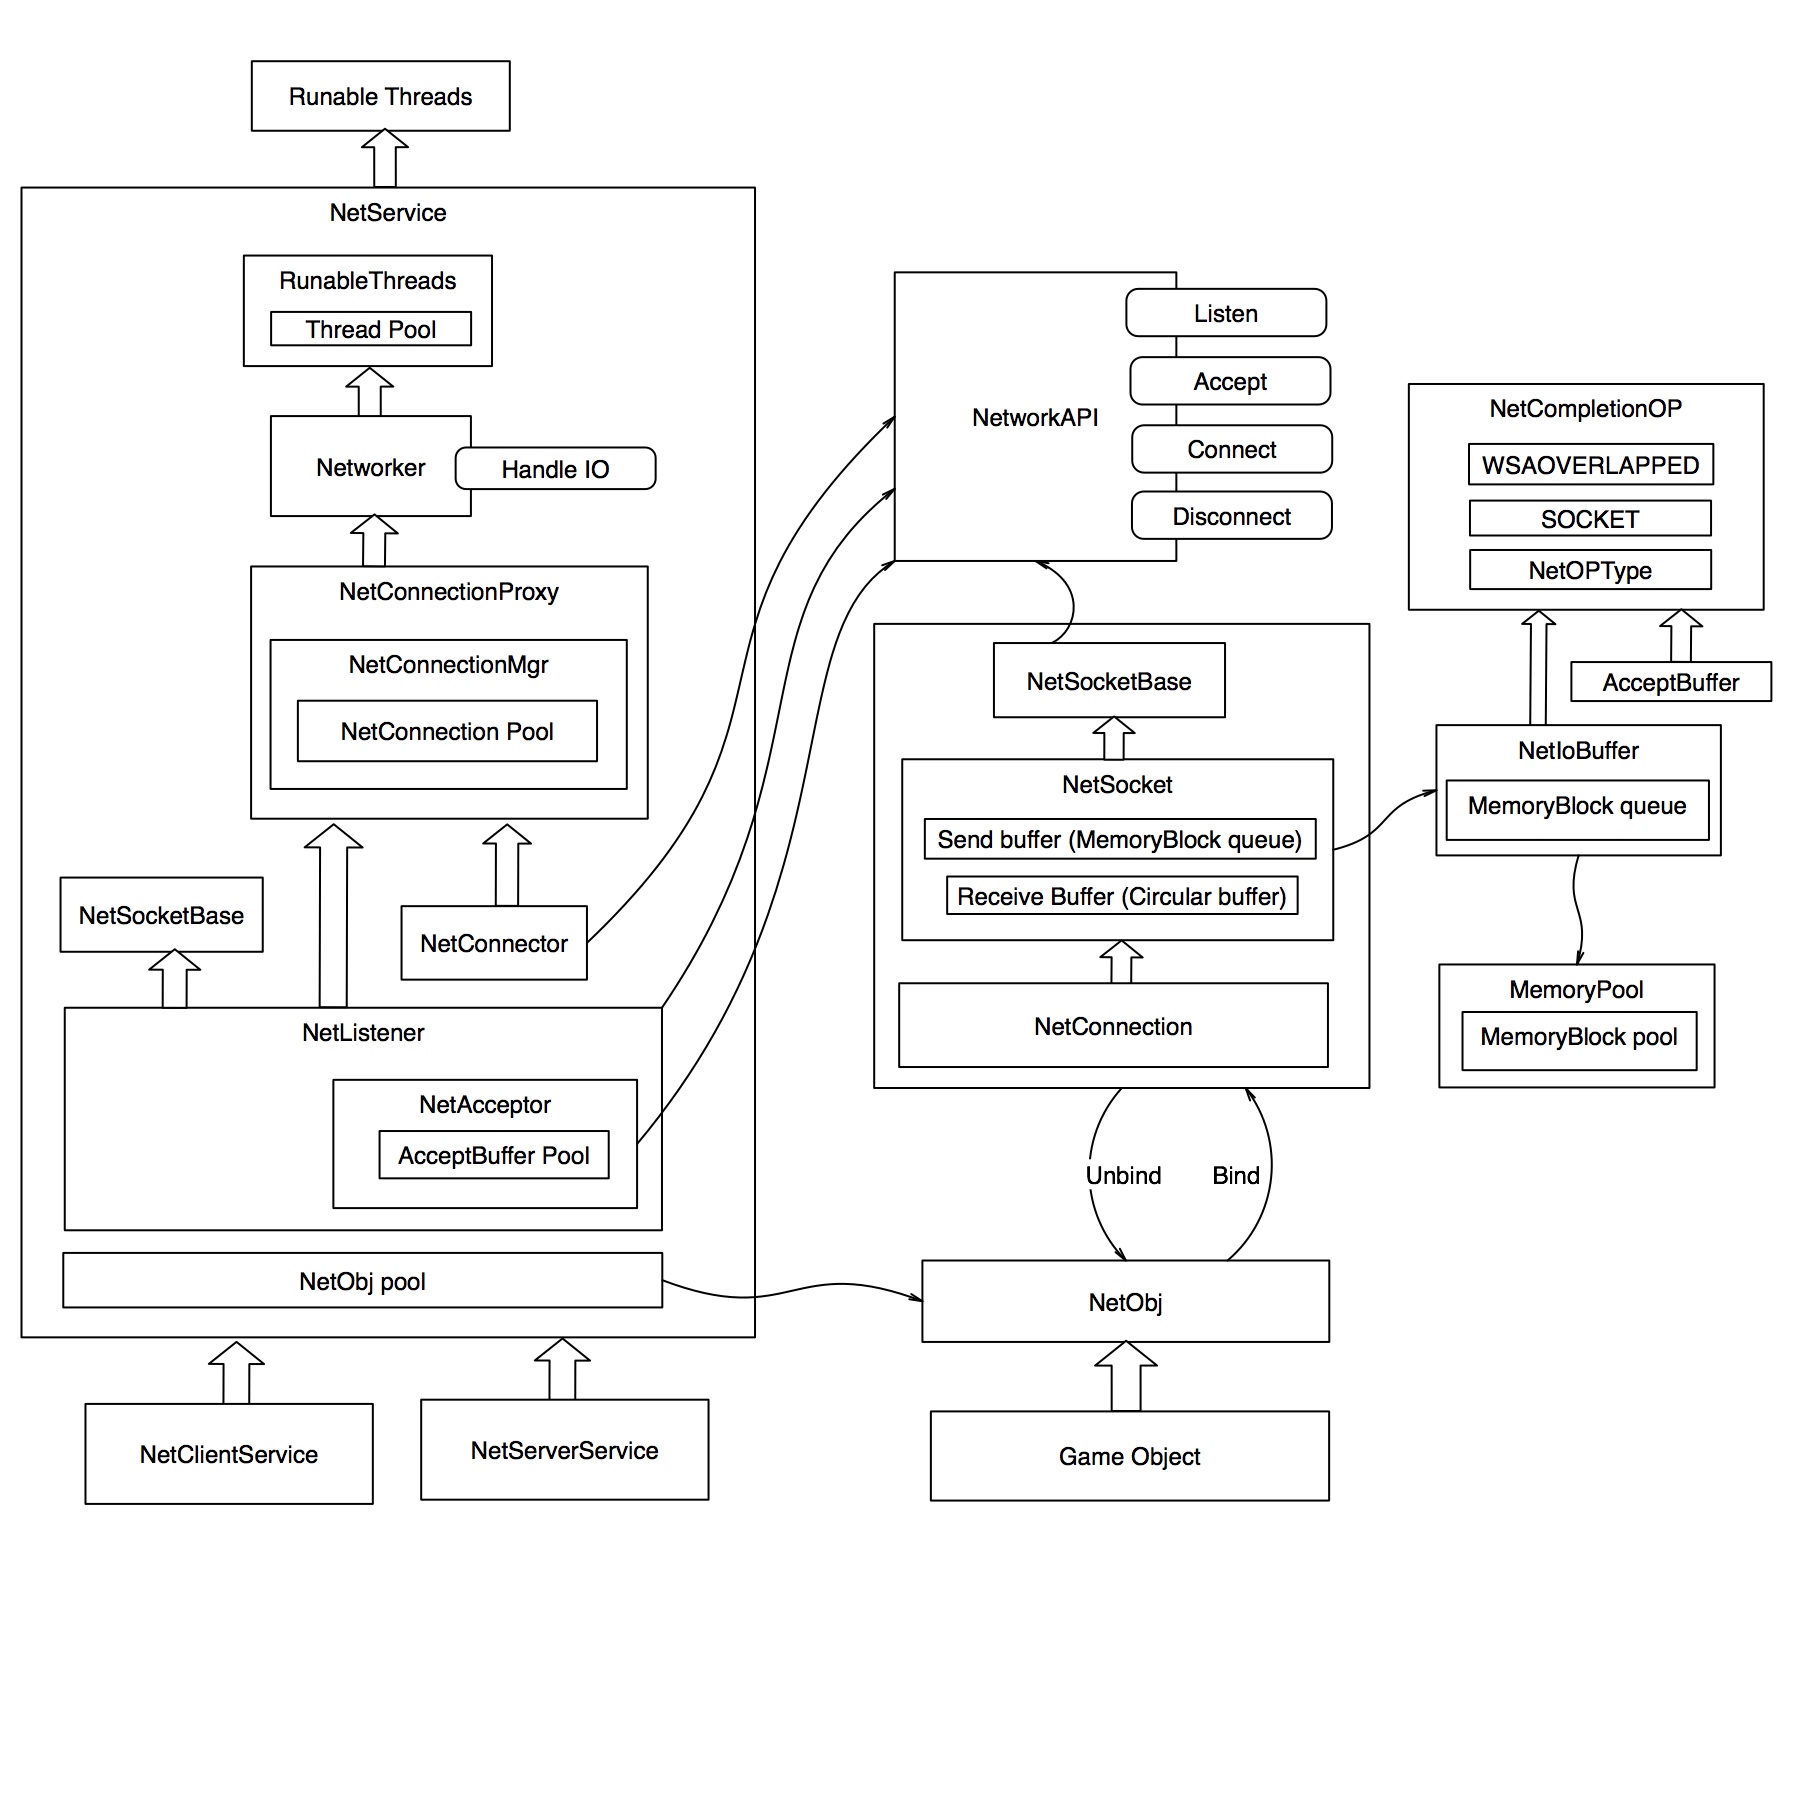 Runable Threads
NetService
RunableThreads
Thread Pool
Networker
Handle IO
NetConnectionProxy
NetConnectionMgr
NetConnection Pool
NetSocketBase
NetConnector
NetListener
NetAcceptor
AcceptBuffer Pool
NetObj pool
NetClientService
NetServerService
NetworkAPI
Listen
Accept
Connect
Disconnect
NetSocketBase
NetSocket
Send buffer (MemoryBlock queue)
Receive Buffer (Circular buffer)
NetConnection
Unbind
Bind
NetObj
Game Object
NetCompletionOP
WSAOVERLAPPED
SOCKET
NetOPType
AcceptBuffer
NetIoBuffer
MemoryBlock queue
MemoryPool
MemoryBlock pool